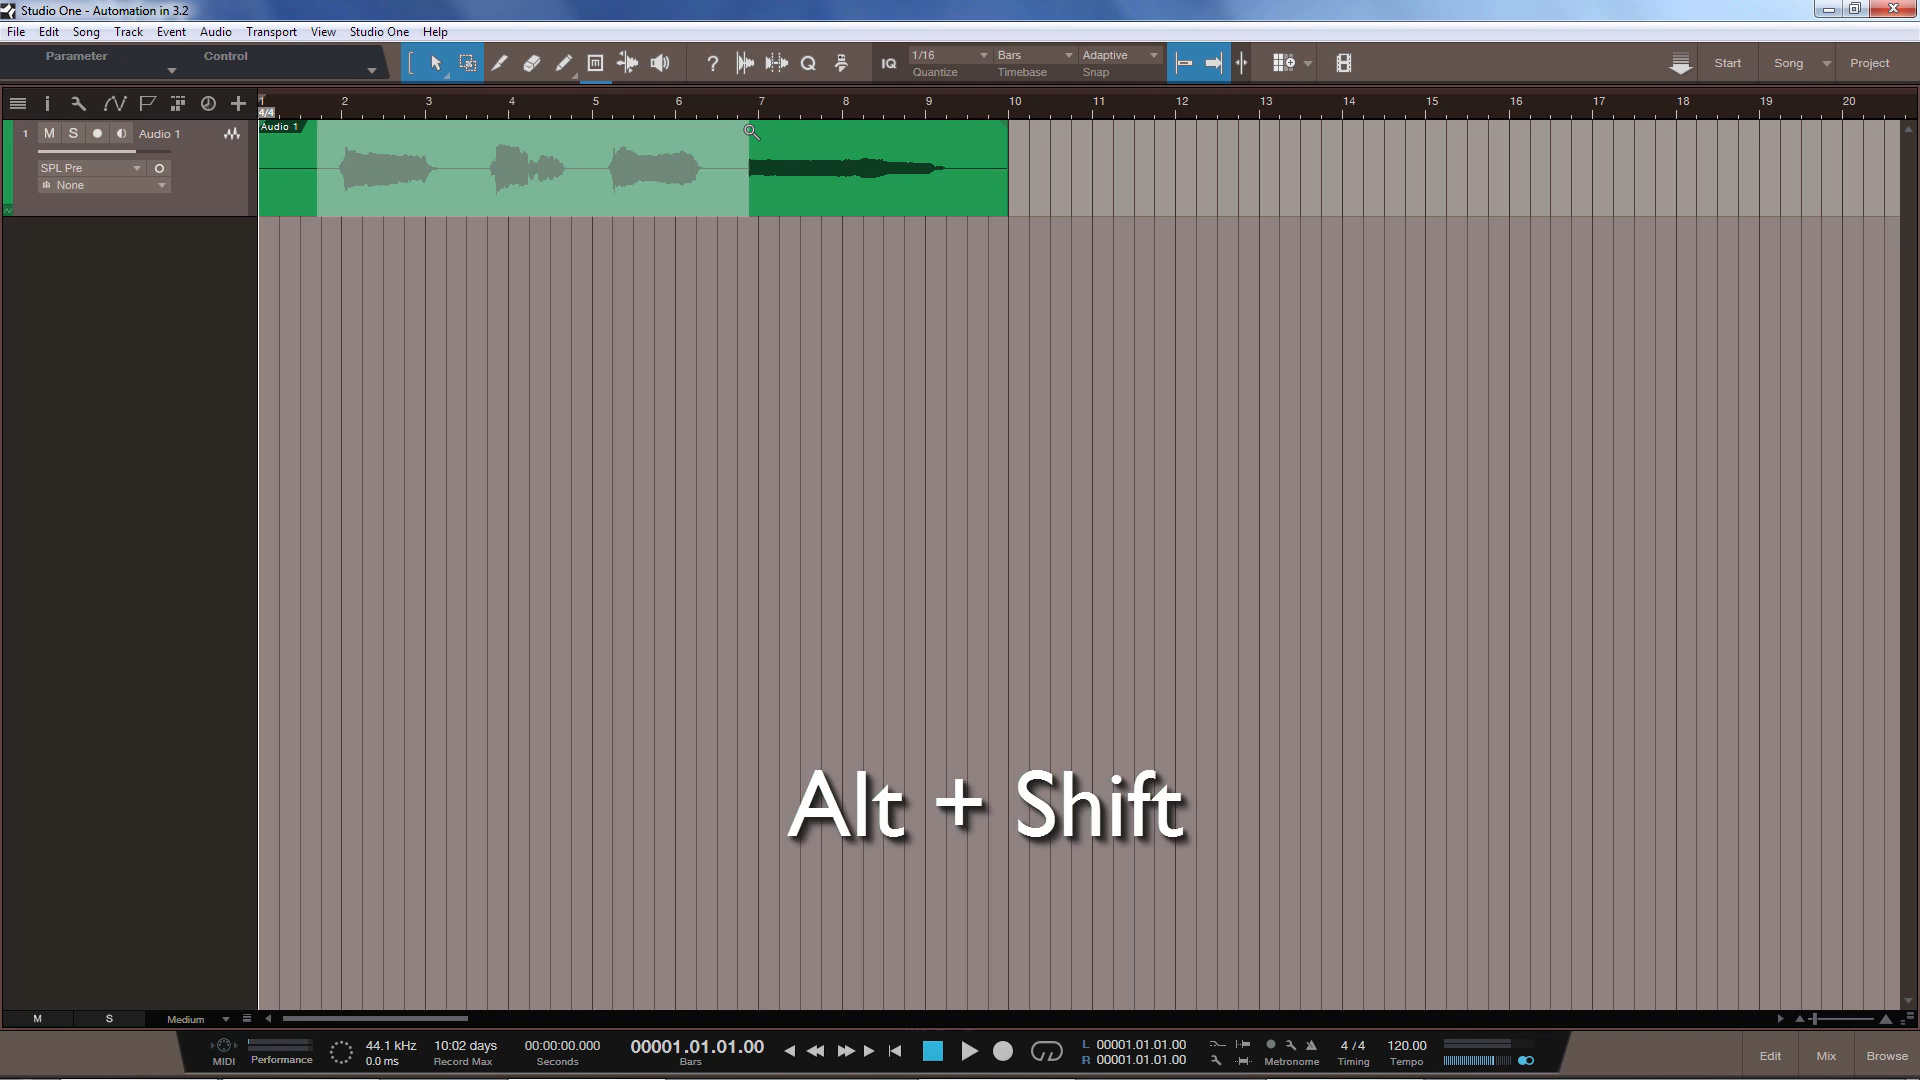 Studio One - Automation in 3.2
File Edit Song Track Event Audio Transport View Studio One Help
Parameter Control
? Q IQ 1/16 Quantize Bars Timebase Adaptive Snap Start Song Project
1 2 3 4 5 6 7 8 9 10 11 12 13 14 15 16 17 18 19 20
4/4
Audio 1
1 M S Audio 1
SPL Pre
None
Alt + Shift
M S Medium
MIDI Performance
44.1 kHz
0.0 ms
10:02 days
Record Max
00:00:00.000
Seconds
00001.01.01.00
Bars
L 00001.01.01.00
R 00001.01.01.00
Metronome
4 / 4
Timing
120.00
Tempo
Edit Mix Browse